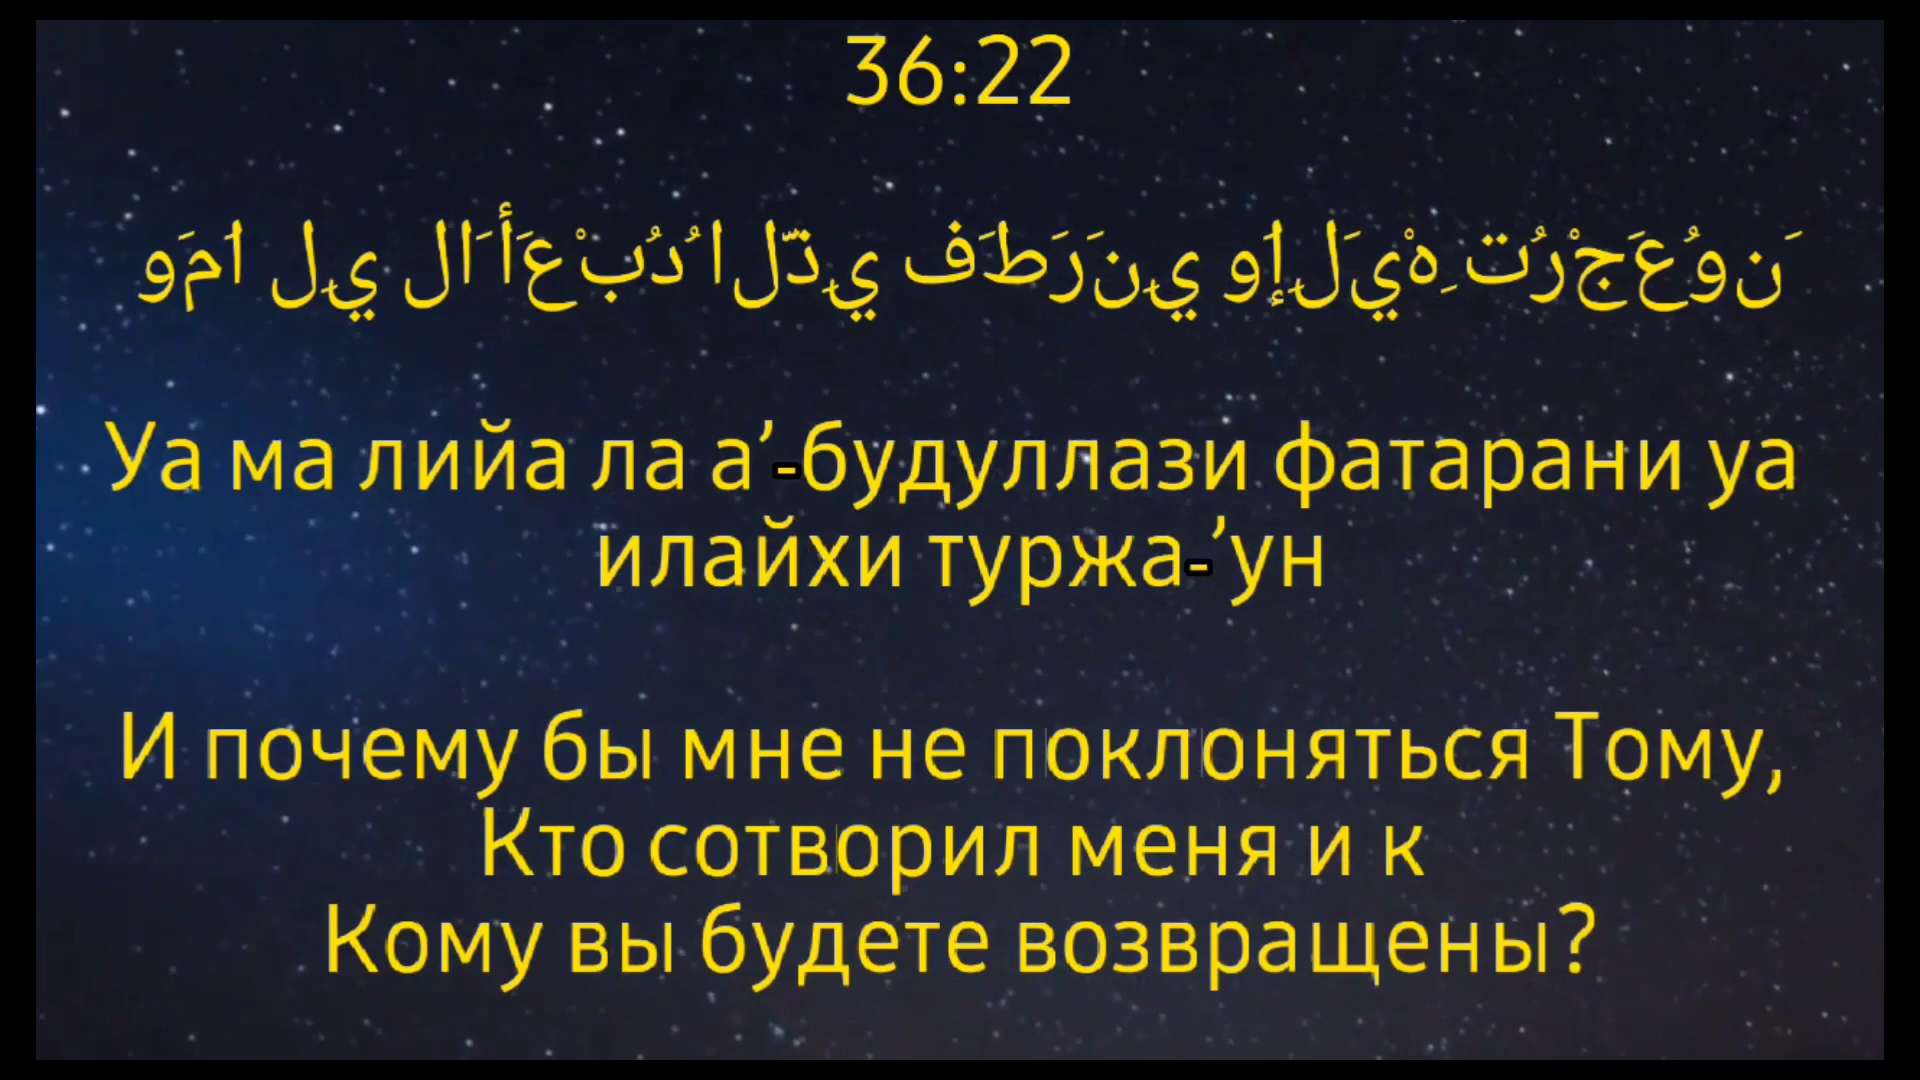 36:22
وَمَا لِي لَا أَعْبُدُ الَّذِي فَطَرَنِي وَإِلَيْهِ تُرْجَعُونَ
Уа ма лийа ла а’-будуллази фатарани уа
илайхи туржа-’ун
И почему бы мне не поклоняться Тому,
Кто сотворил меня и к
Кому вы будете возвращены?